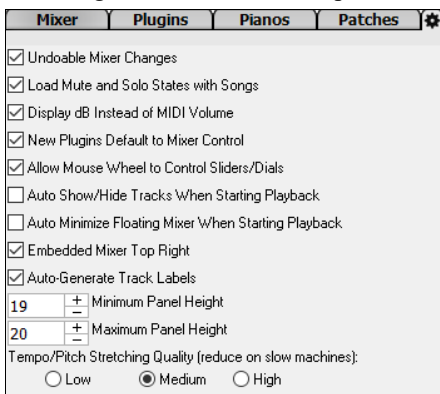 Mixer Plugins Pianos Patches
Undoable Mixer Changes
Load Mute and Solo States with Songs
Display dB Instead of MIDI Volume
New Plugins Default to Mixer Control
Allow Mouse Wheel to Control Sliders/Dials
Auto Show/Hide Tracks When Starting Playback
Auto Minimize Floating Mixer When Starting Playback
Embedded Mixer Top Right
Auto-Generate Track Labels
19 + − Minimum Panel Height
20 + − Maximum Panel Height
Tempo/Pitch Stretching Quality (reduce on slow machines):
Low Medium High